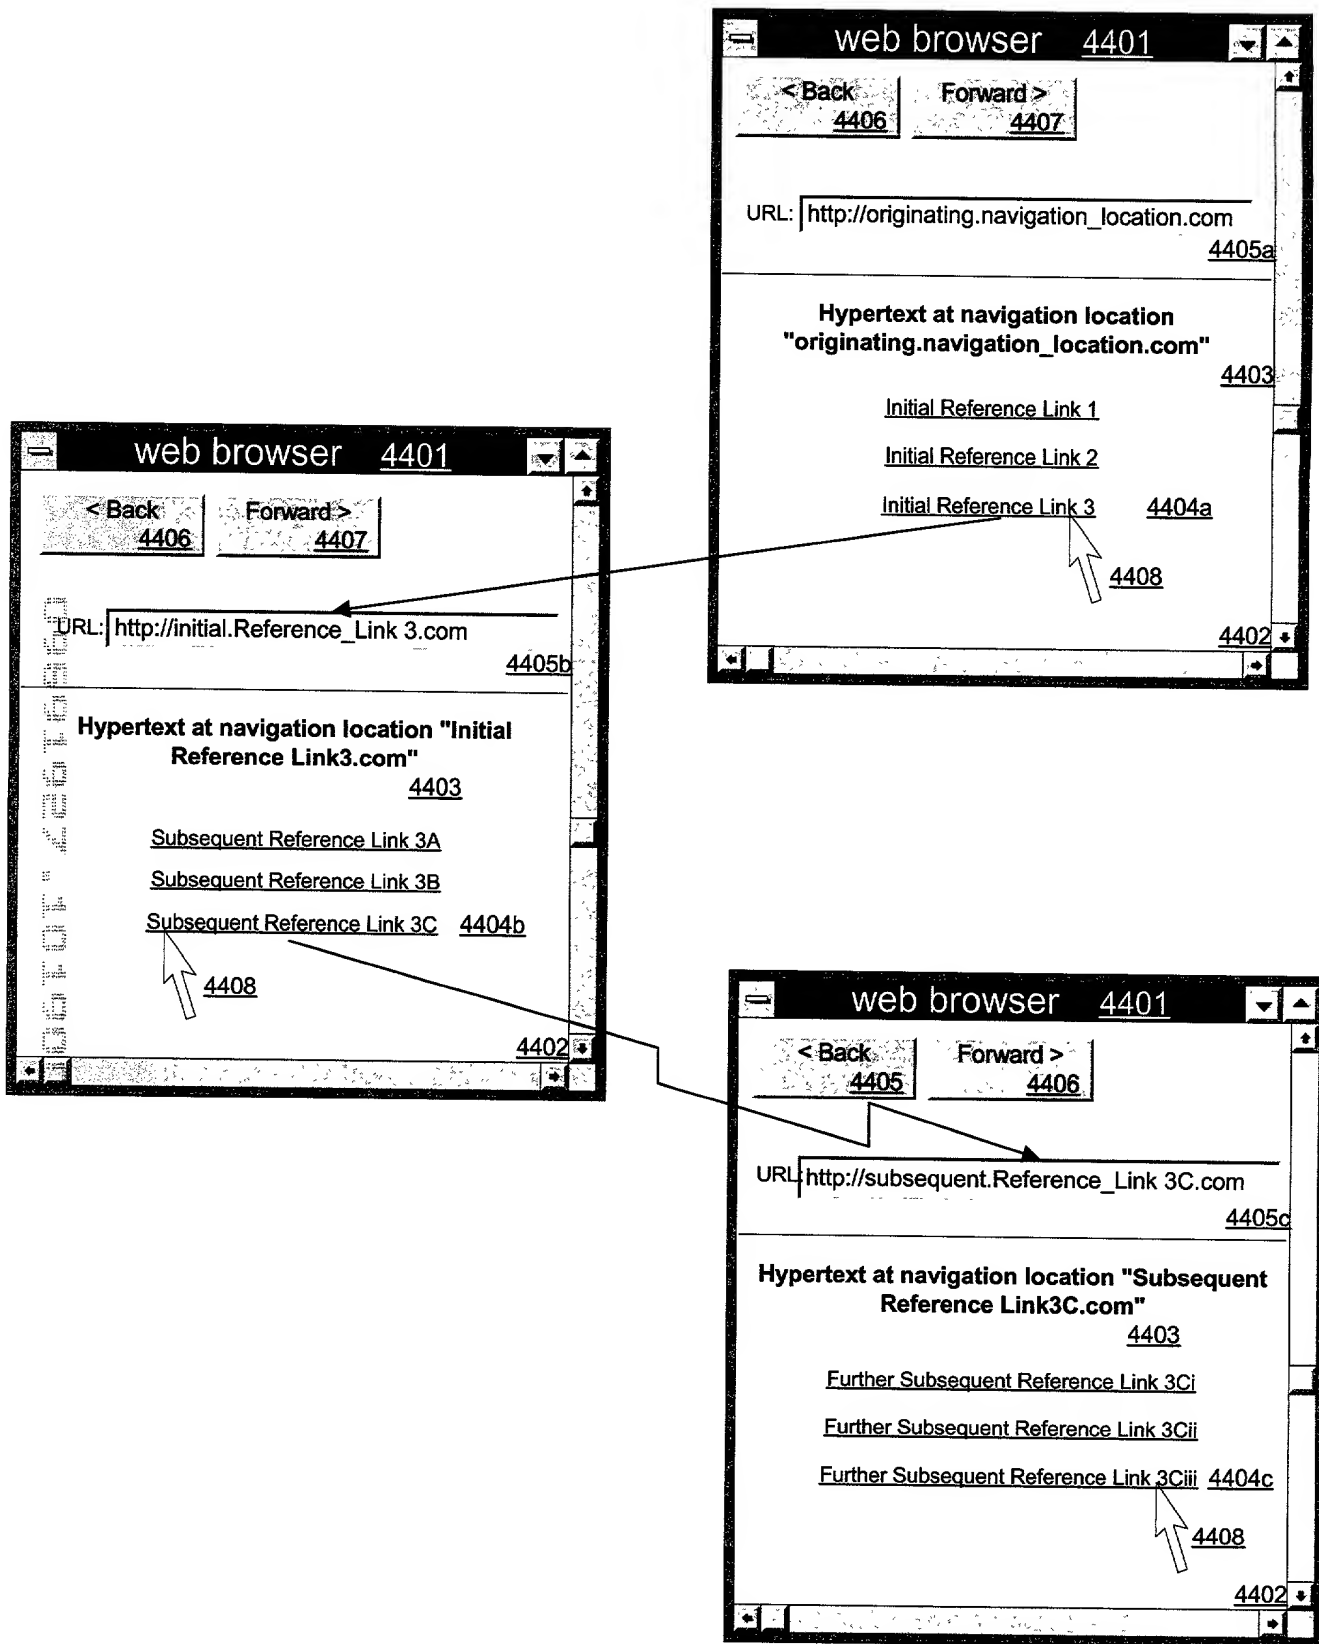 web browser 4401
< Back Forward >
4406 4407
URL: http://originating.navigation_location.com
4405a
Hypertext at navigation location
"originating.navigation_location.com"
4403
Initial Reference Link 1
Initial Reference Link 2
Initial Reference Link 3 4404a
4408
4402
web browser 4401
< Back Forward >
4406 4407
URL: http://initial.Reference_Link 3.com
4405b
Hypertext at navigation location "Initial
Reference Link3.com"
4403
Subsequent Reference Link 3A
Subsequent Reference Link 3B
Subsequent Reference Link 3C 4404b
4408
4402
web browser 4401
< Back Forward >
4405 4406
URL: http://subsequent.Reference_Link 3C.com
4405c
Hypertext at navigation location "Subsequent
Reference Link3C.com"
4403
Further Subsequent Reference Link 3Ci
Further Subsequent Reference Link 3Cii
Further Subsequent Reference Link 3Ciii 4404c
4408
4402